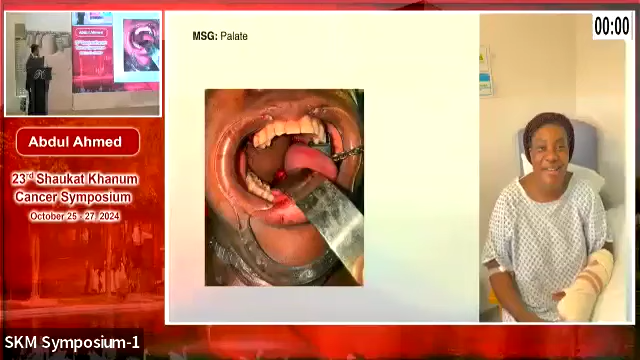 MSG: Palate
00:00
Abdul Ahmed
23rd Shaukat Khanum
Cancer Symposium
October 25 - 27, 2024
SKM Symposium-1